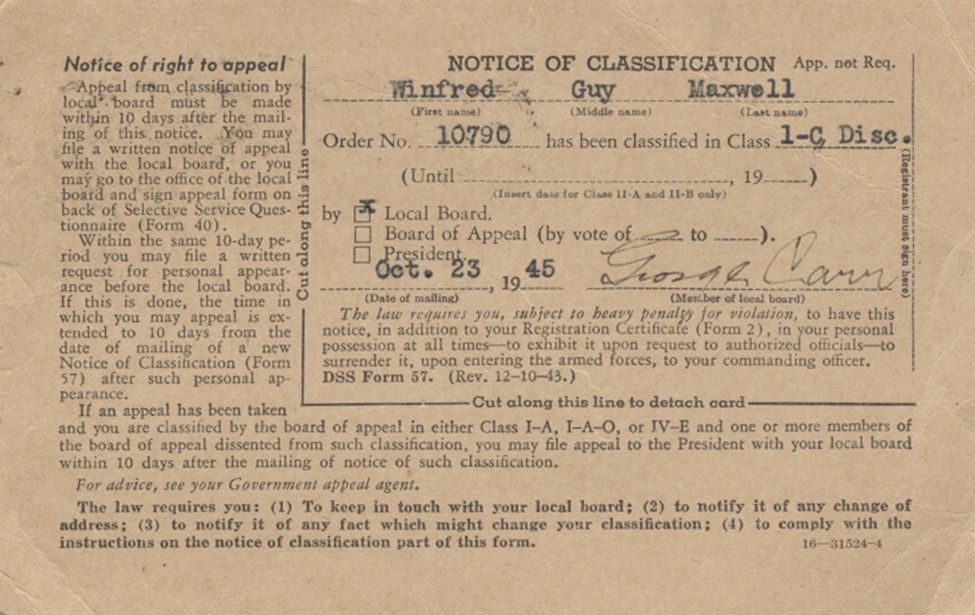 Notice of right to appeal
Appeal from classification by
local board must be made
within 10 days after the mail-
ing of this notice. You may
file a written notice of appeal
with the local board, or you
may go to the office of the local
board and sign appeal form on
back of Selective Service Ques-
tionnaire (Form 40).
Within the same 10-day pe-
riod you may file a written
request for personal appear-
ance before the local board.
If this is done, the time in
which you may appeal is ex-
tended to 10 days from the
date of mailing of a new
Notice of Classification (Form
57) after such personal ap-
pearance.
If an appeal has been taken
and you are classified by the board of appeal in either Class I–A, I–A–O, or IV–E and one or more members of
the board of appeal dissented from such classification, you may file appeal to the President with your local board
within 10 days after the mailing of notice of such classification.
For advice, see your Government appeal agent.
The law requires you: (1) To keep in touch with your local board; (2) to notify it of any change of
address; (3) to notify it of any fact which might change your classification; (4) to comply with the
instructions on the notice of classification part of this form.
16—31524-4
Cut along this line
NOTICE OF CLASSIFICATION App. not Req.
Winfred Guy Maxwell
(First name) (Middle name) (Last name)
Order No. 10790 has been classified in Class 1-C, Disc.
(Until , 19 )
(Insert date for Class II–A and II–B only)
by x Local Board.
Board of Appeal (by vote of to ).
President
Oct. 23, 1945 George Carr
(Date of mailing) (Member of local board)
The law requires you, subject to heavy penalty for violation, to have this
notice, in addition to your Registration Certificate (Form 2), in your personal
possession at all times—to exhibit it upon request to authorized officials—to
surrender it, upon entering the armed forces, to your commanding officer.
DSS Form 57. (Rev. 12-10-43.)
Cut along this line to detach card
(Registrant must sign here)